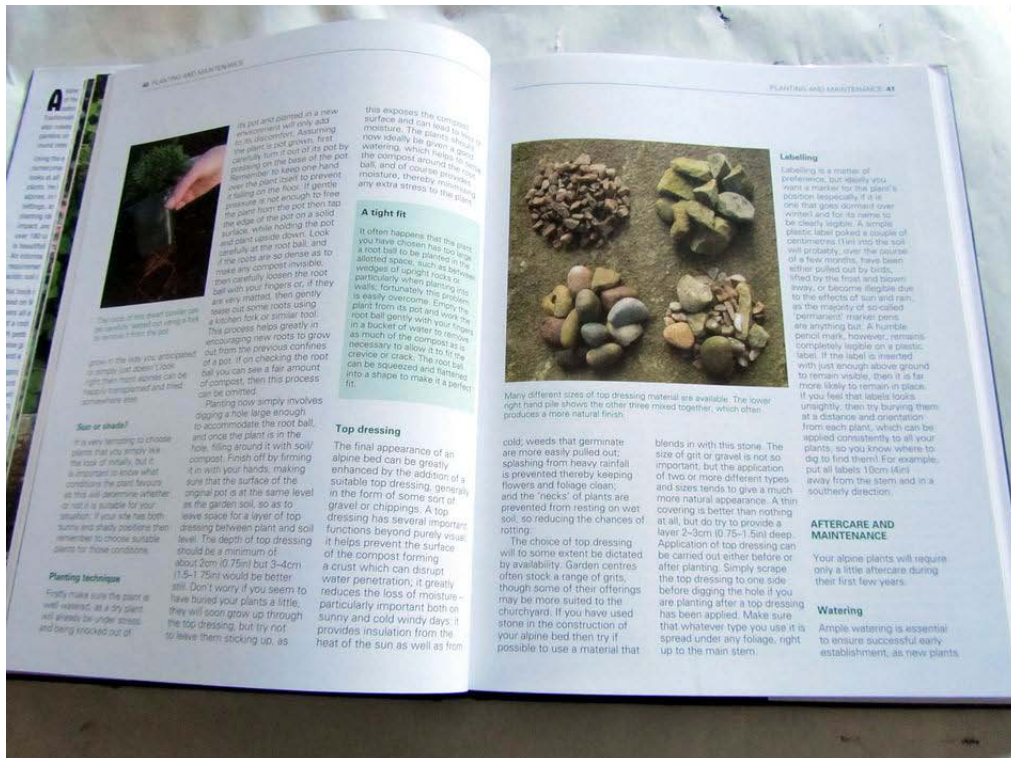 40 PLANTING AND MAINTENANCE
The roots of this dwarf conifer can
be carefully teased out using a fork
to remove it from the pot.
grow in the way you anticipated
or simply just doesn't look
right then most alpines can be
happily transplanted and tried
somewhere else.
Sun or shade?
It is very tempting to choose
plants that you simply like
the look of initially, but it
is important to know what
conditions the plant favours
as this will determine whether
or not it is suitable for your
situation. If your site has both
sunny and shady positions then
remember to choose suitable
plants for those conditions.
Planting technique
Firstly make sure the plant is
well watered, as a dry plant
will already be under stress
and being knocked out of
its pot and planted in a new
environment will only add
to its discomfort. Assuming
the plant is pot grown, first
carefully turn it out of its pot by
pressing on the base of the pot.
Remember to keep one hand
over the plant itself to prevent
it falling on the floor. If gentle
pressure is not enough to free
the plant from the pot then tap
the edge of the pot on a solid
surface, while holding the pot
and plant upside down. Look
carefully at the root ball, and
if the roots are so dense as to
make any compost invisible,
then carefully loosen the root
ball with your fingers or, if they
are very matted, then gently
tease out some roots using
a kitchen fork or similar tool.
This process helps greatly in
encouraging new roots to grow
out from the previous confines
of a pot. If on checking the root
ball you can see a fair amount
of compost, then this process
can be omitted.
Planting now simply involves
digging a hole large enough
to accommodate the root ball,
and once the plant is in the
hole, filling around it with soil/
compost. Finish off by firming
it in with your hands, making
sure that the surface of the
original pot is at the same level
as the garden soil, so as to
leave space for a layer of top
dressing between plant and soil
level. The depth of top dressing
should be a minimum of
about 2cm (0.75in) but 3–4cm
(1.5–1.75in) would be better
still. Don't worry if you seem to
have buried your plants a little,
they will soon grow up through
the top dressing, but try not
to leave them sticking up, as
this exposes the compost
surface and can lead to loss of
moisture. The plants should
now ideally be given a good
watering, which helps to settle
the compost around the root
ball, and of course provides
moisture, thereby minimising
any extra stress to the plant.
A tight fit
It often happens that the plant
you have chosen has too large
a root ball to be planted in the
allotted space, such as between
wedges of upright rocks or
particularly when planting into
walls; fortunately this problem
is easily overcome. Empty the
plant from its pot and work the
root ball gently with your fingers
in a bucket of water to remove
as much of the compost as is
necessary to allow it to fit the
crevice or crack. The root ball
can be squeezed and flattened
into a shape to make it a perfect
fit.
Top dressing
The final appearance of an
alpine bed can be greatly
enhanced by the addition of a
suitable top dressing, generally
in the form of some sort of
gravel or chippings. A top
dressing has several important
functions beyond purely visual:
it helps prevent the surface
of the compost forming
a crust which can disrupt
water penetration; it greatly
reduces the loss of moisture –
particularly important both on
sunny and cold windy days; it
provides insulation from the
heat of the sun as well as from
PLANTING AND MAINTENANCE 41
Many different sizes of top dressing material are available. The lower
right hand pile shows the other three mixed together, which often
produces a more natural finish.
cold; weeds that germinate
are more easily pulled out;
splashing from heavy rainfall
is prevented thereby keeping
flowers and foliage clean;
and the 'necks' of plants are
prevented from resting on wet
soil, so reducing the chances of
rotting.
The choice of top dressing
will to some extent be dictated
by availability. Garden centres
often stock a range of grits,
though some of their offerings
may be more suited to the
churchyard. If you have used
stone in the construction of
your alpine bed then try if
possible to use a material that
blends in with this stone. The
size of grit or gravel is not so
important, but the application
of two or more different types
and sizes tends to give a much
more natural appearance. A thin
covering is better than nothing
at all, but do try to provide a
layer 2–3cm (0.75–1.5in) deep.
Application of top dressing can
be carried out either before or
after planting. Simply scrape
the top dressing to one side
before digging the hole if you
are planting after a top dressing
has been applied. Make sure
that whatever type you use it is
spread under any foliage, right
up to the main stem.
Labelling
Labelling is a matter of
preference, but ideally you
want a marker for the plant's
position (especially if it is
one that goes dormant over
winter) and for its name to
be clearly legible. A simple
plastic label poked a couple of
centimetres (1in) into the soil
will probably, over the course
of a few months, have been
either pulled out by birds,
lifted by the frost and blown
away, or become illegible due
to the effects of sun and rain,
as the majority of so-called
'permanent' marker pens
are anything but. A humble
pencil mark, however, remains
completely legible on a plastic
label. If the label is inserted
with just enough above ground
to remain visible, then it is far
more likely to remain in place.
If you feel that labels looks
unsightly, then try burying them
at a distance and orientation
from each plant, which can be
applied consistently to all your
plants, so you know where to
dig to find them! For example,
put all labels 10cm (4in)
away from the stem and in a
southerly direction.
AFTERCARE AND
MAINTENANCE
Your alpine plants will require
only a little aftercare during
their first few years.
Watering
Ample watering is essential
to ensure successful early
establishment, as new plants